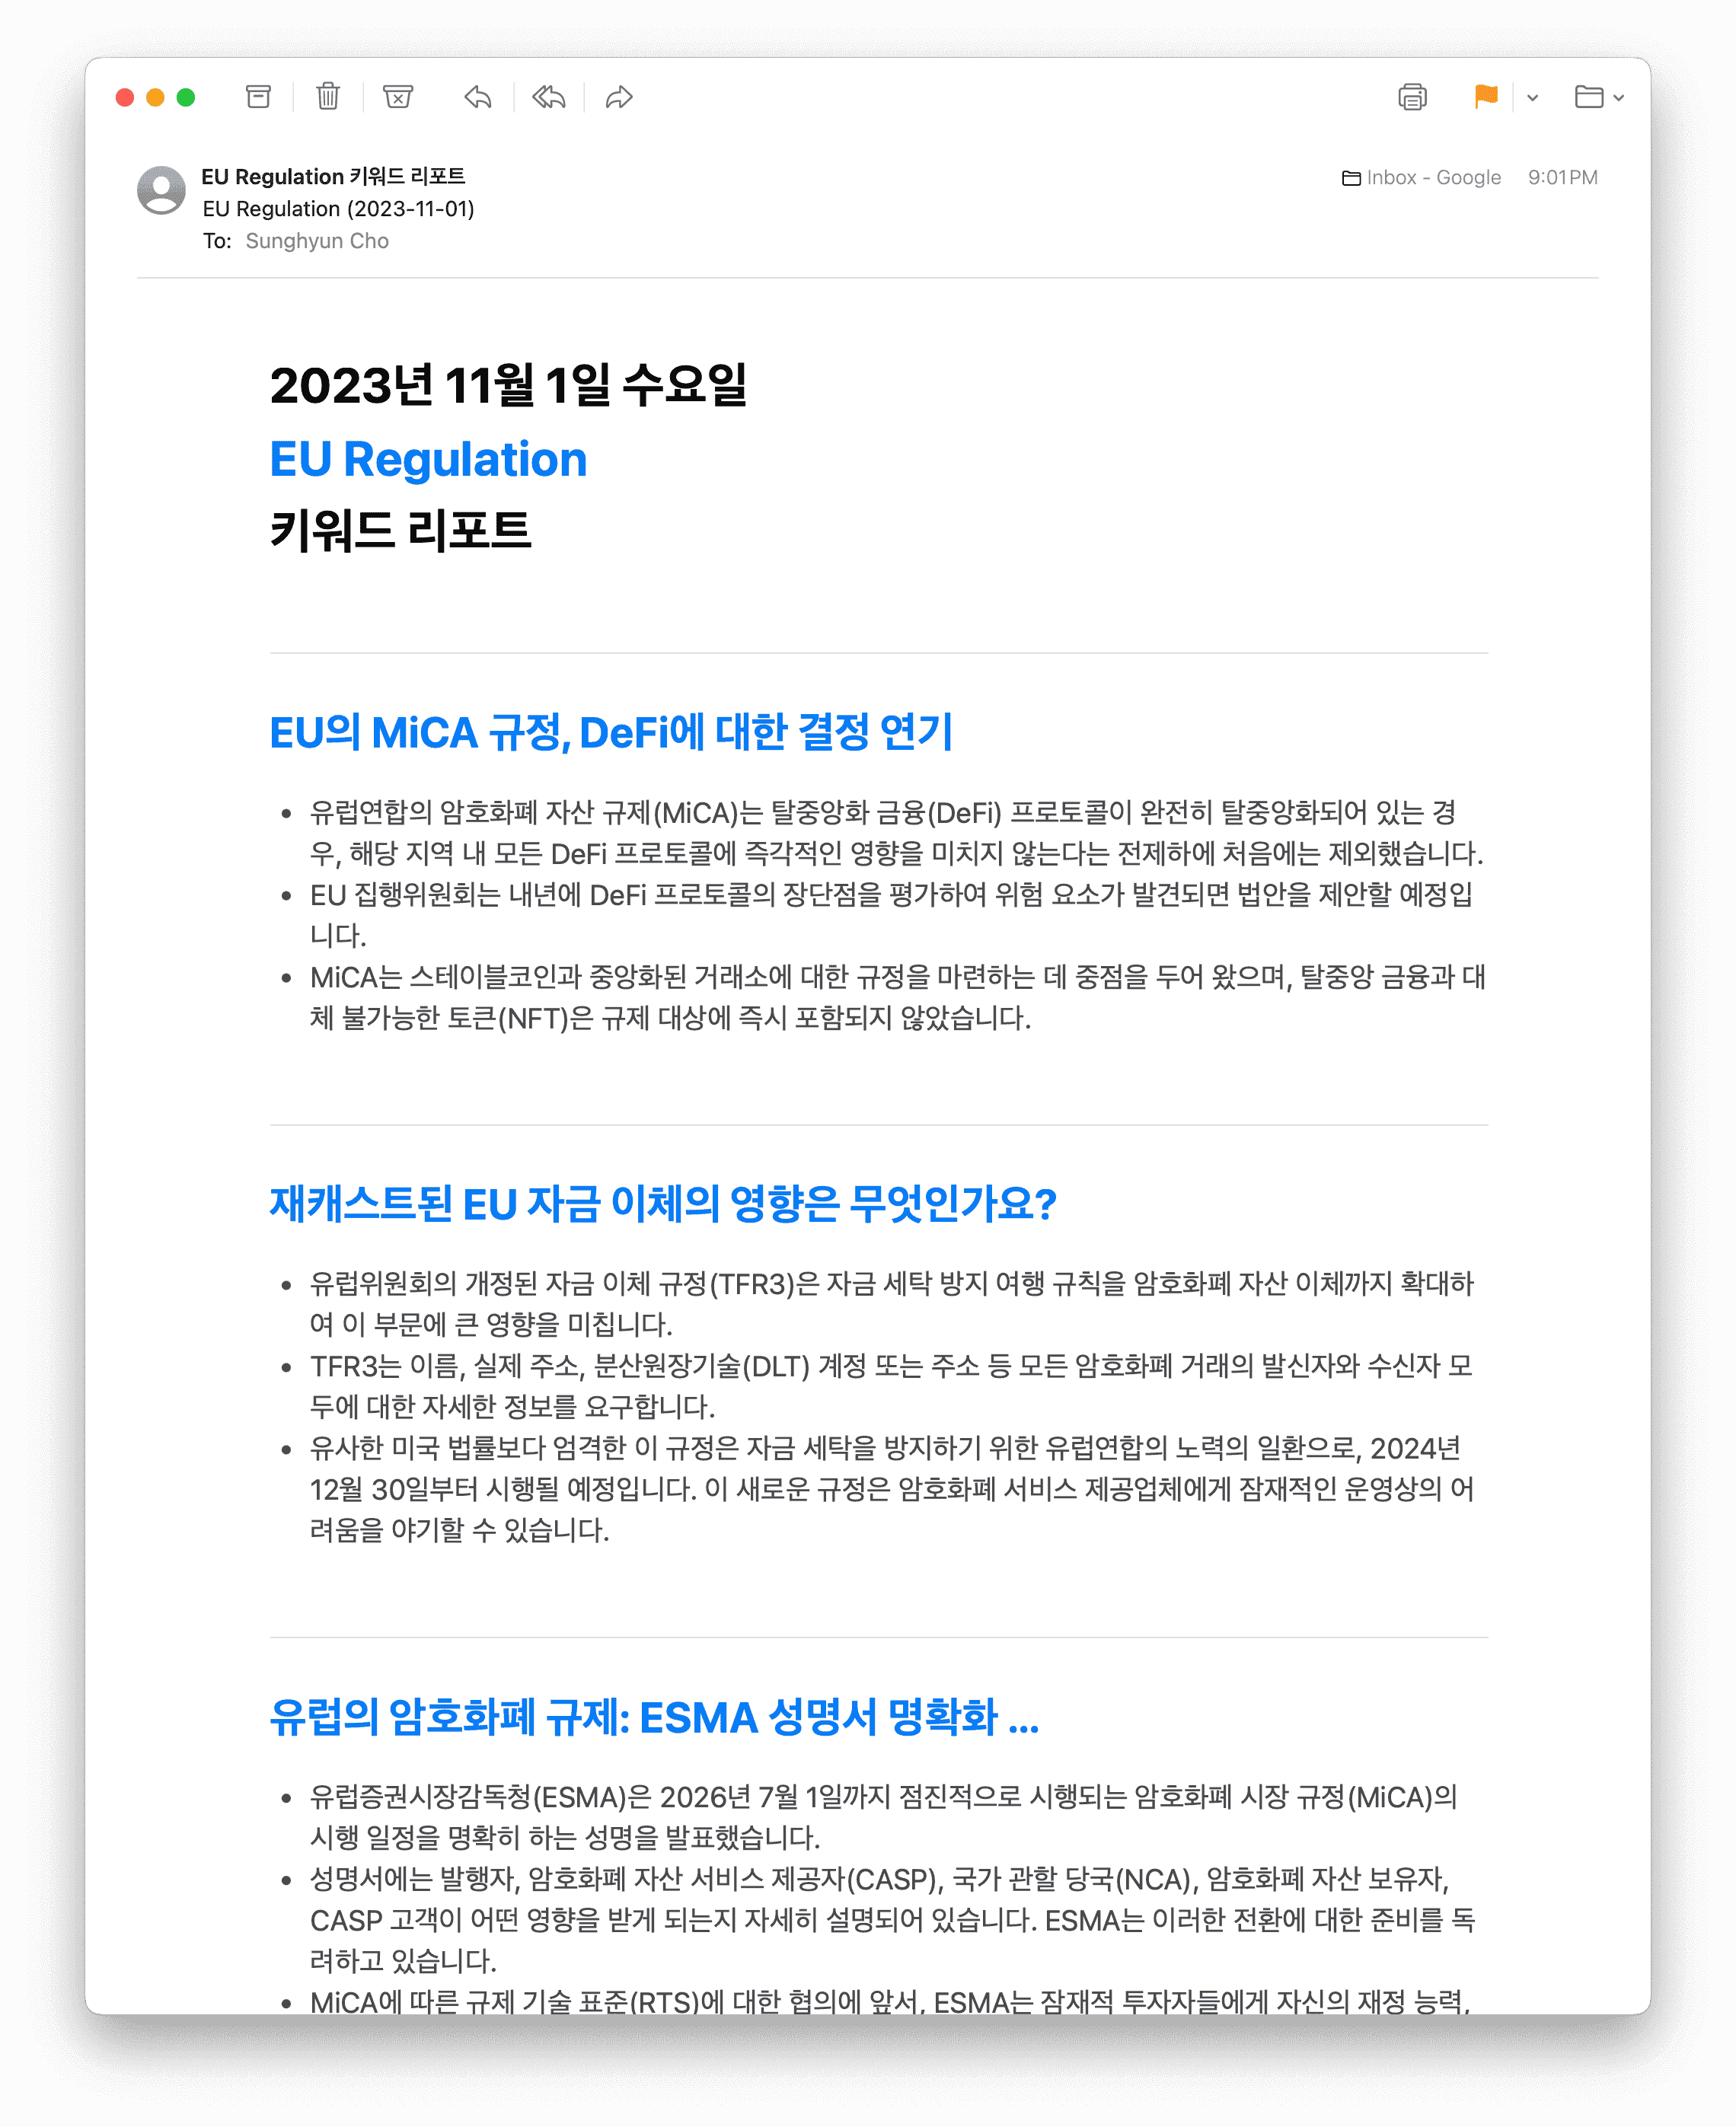 EU Regulation 키워드 리포트
Inbox - Google 9:01 PM
EU Regulation (2023-11-01)
To: Sunghyun Cho
2023년 11월 1일 수요일
EU Regulation
키워드 리포트
EU의 MiCA 규정, DeFi에 대한 결정 연기
• 유럽연합의 암호화폐 자산 규제(MiCA)는 탈중앙화 금융(DeFi) 프로토콜이 완전히 탈중앙화되어 있는 경
우, 해당 지역 내 모든 DeFi 프로토콜에 즉각적인 영향을 미치지 않는다는 전제하에 처음에는 제외했습니다.
• EU 집행위원회는 내년에 DeFi 프로토콜의 장단점을 평가하여 위험 요소가 발견되면 법안을 제안할 예정입
니다.
• MiCA는 스테이블코인과 중앙화된 거래소에 대한 규정을 마련하는 데 중점을 두어 왔으며, 탈중앙 금융과 대
체 불가능한 토큰(NFT)은 규제 대상에 즉시 포함되지 않았습니다.
재캐스트된 EU 자금 이체의 영향은 무엇인가요?
• 유럽위원회의 개정된 자금 이체 규정(TFR3)은 자금 세탁 방지 여행 규칙을 암호화폐 자산 이체까지 확대하
여 이 부문에 큰 영향을 미칩니다.
• TFR3는 이름, 실제 주소, 분산원장기술(DLT) 계정 또는 주소 등 모든 암호화폐 거래의 발신자와 수신자 모
두에 대한 자세한 정보를 요구합니다.
• 유사한 미국 법률보다 엄격한 이 규정은 자금 세탁을 방지하기 위한 유럽연합의 노력의 일환으로, 2024년
12월 30일부터 시행될 예정입니다. 이 새로운 규정은 암호화폐 서비스 제공업체에게 잠재적인 운영상의 어
려움을 야기할 수 있습니다.
유럽의 암호화폐 규제: ESMA 성명서 명확화 ...
• 유럽증권시장감독청(ESMA)은 2026년 7월 1일까지 점진적으로 시행되는 암호화폐 시장 규정(MiCA)의
시행 일정을 명확히 하는 성명을 발표했습니다.
• 성명서에는 발행자, 암호화폐 자산 서비스 제공자(CASP), 국가 관할 당국(NCA), 암호화폐 자산 보유자,
CASP 고객이 어떤 영향을 받게 되는지 자세히 설명되어 있습니다. ESMA는 이러한 전환에 대한 준비를 독
려하고 있습니다.
• MiCA에 따른 규제 기술 표준(RTS)에 대한 협의에 앞서, ESMA는 잠재적 투자자들에게 자신의 재정 능력,